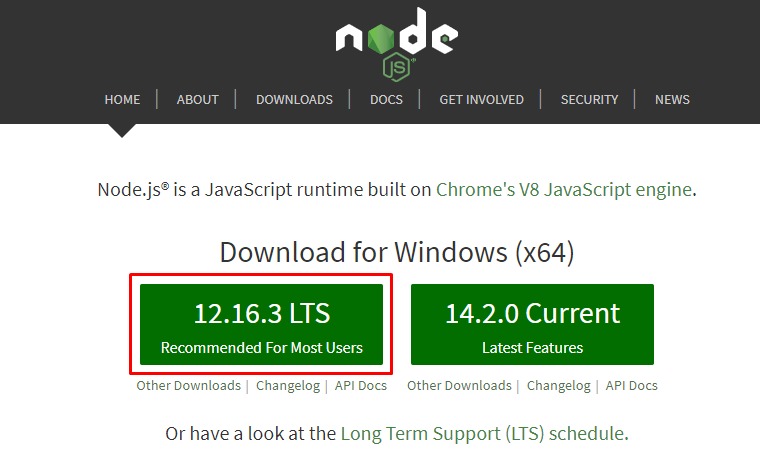 node
JS®
HOME | ABOUT | DOWNLOADS | DOCS | GET INVOLVED | SECURITY | NEWS
Node.js® is a JavaScript runtime built on Chrome's V8 JavaScript engine.
Download for Windows (x64)
12.16.3 LTS
Recommended For Most Users
14.2.0 Current
Latest Features
Other Downloads | Changelog | API Docs
Other Downloads | Changelog | API Docs
Or have a look at the Long Term Support (LTS) schedule.